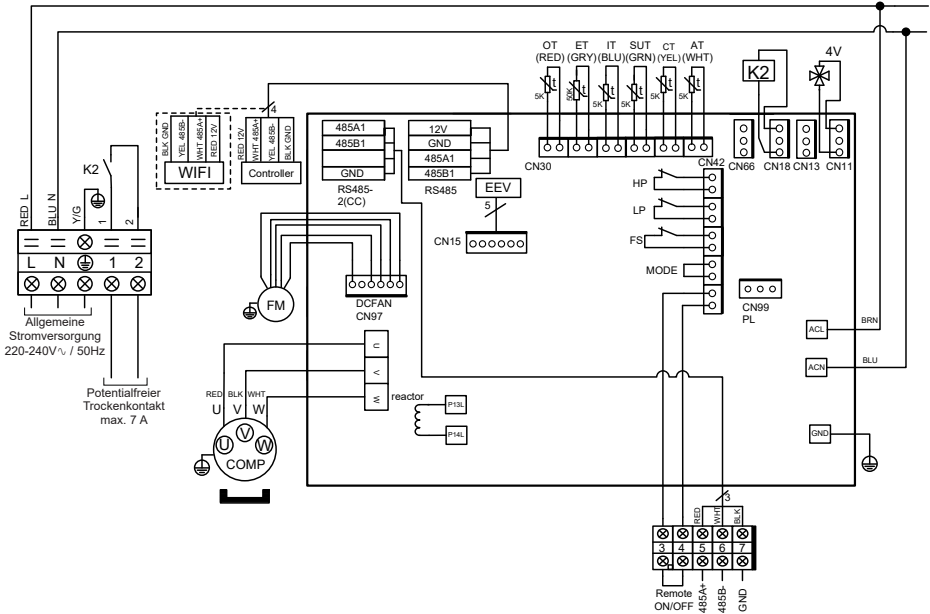 OT ET IT SUT CT AT
(RED) (GRY) (BLU) (GRN) (YEL) (WHT)
4V
K2
t t t t t t
5K 50K 5K 5K 5K 5K
4
BLK GND
YEL 485B-
WHT 485A+
RED 12V
WIFI
RED 12V
WHT 485A+
YEL 485B-
BLK GND
Controller
485A1
485B1
GND
RS485-
2(CC)
12V
GND
485A1
485B1
RS485
CN30
CN42
CN66
CN18
CN13
CN11
K2
RED L
BLU N
Y/G
1
2
EEV
5
CN15
HP
LP
FS
MODE
L N 1 2
FM
DCFAN
CN97
CN99
PL
ACL
BRN
ACN
BLU
GND
Allgemeine
Stromversorgung
220-240V∿ / 50Hz
Potentialfreier
Trockenkontakt
max. 7 A
U
V
W
reactor
P13L
P14L
RED BLK WHT
U V W
U V W
COMP
3
RED
WHT
BLK
3 4 5 6 7
Remote
ON/OFF
485A+
485B-
GND